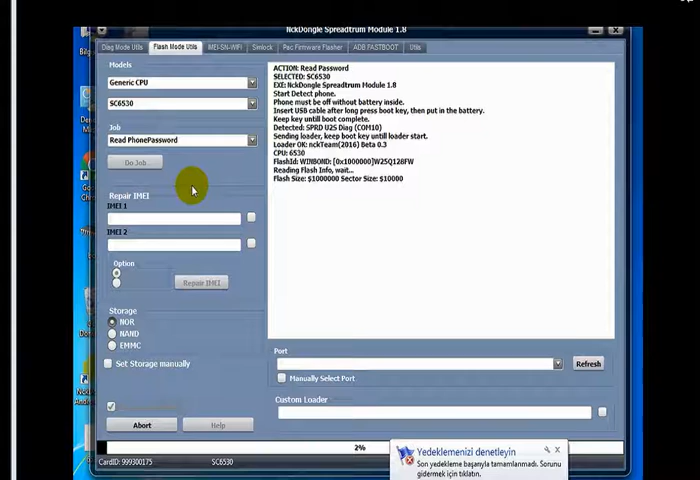 NckDongle Spreadtrum Module 1.8
Diag Mode Utils
Flash Mode Utils
IMEI-SN-WIFI
Simlock
Pac Firmware Flasher
ADB FASTBOOT
Utils
Models
Generic CPU
SC6530
Job
Read PhonePassword
Do Job
Repair IMEI
IMEI 1
IMEI 2
Option
Repair IMEI
Storage
NOR
NAND
EMMC
Set Storage manually
Abort
Help
ACTION: Read Password
SELECTED: SC6530
EXE: NckDongle Spreadtrum Module 1.8
Start Detect phone.
Phone must be off without battery inside.
Insert USB cable after long press boot key, then put in the battery.
Keep key untill boot complete.
Detected: SPRD U2S Diag (COM10)
Sending loader, keep boot key untill loader start.
Loader OK: nckTeam(2016) Beta 0.3
CPU: 6530
FlashId: WINBOND: [0x1000000]W25Q128FW
Reading Flash Info, wait...
Flash Size: $1000000 Sector Size: $10000
Port
Refresh
Manually Select Port
Custom Loader
2%
CardID: 999300175
SC6530
Yedeklemenizi denetleyin
Son yedekleme başarıyla tamamlanmadı. Sorunu
gidermek için tıklatın.